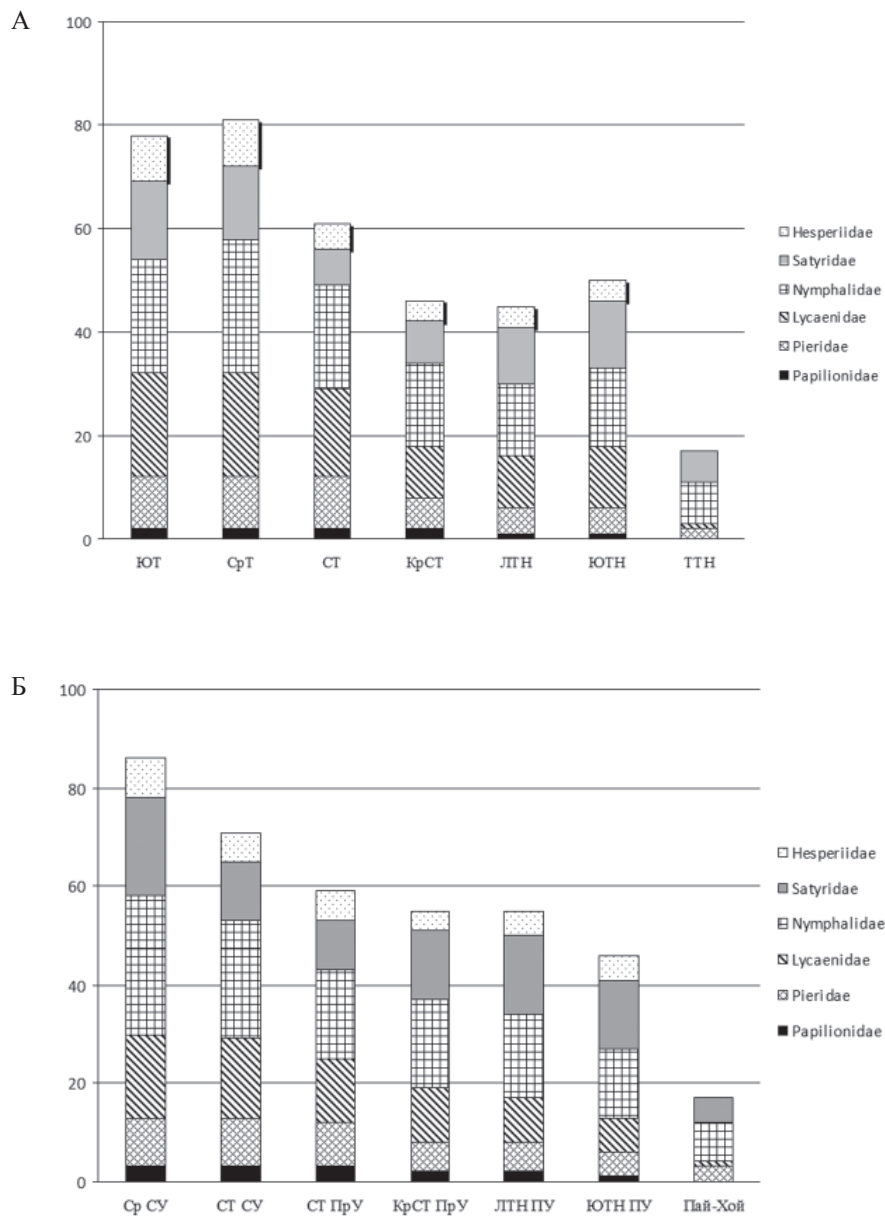 А
100
80
60
40
20
0
ЮТ СрТ СТ КрСТ ЛТН ЮТН ТТН
Hesperiidae
Satyridae
Nymphalidae
Lycaenidae
Pieridae
Papilionidae
Б
100
80
60
40
20
0
Ср СУ СТ СУ СТ ПрУ КрСТ ПрУ ЛТН ПУ ЮТН ПУ Пай-Хой
Hesperiidae
Satyridae
Nymphalidae
Lycaenidae
Pieridae
Papilionidae